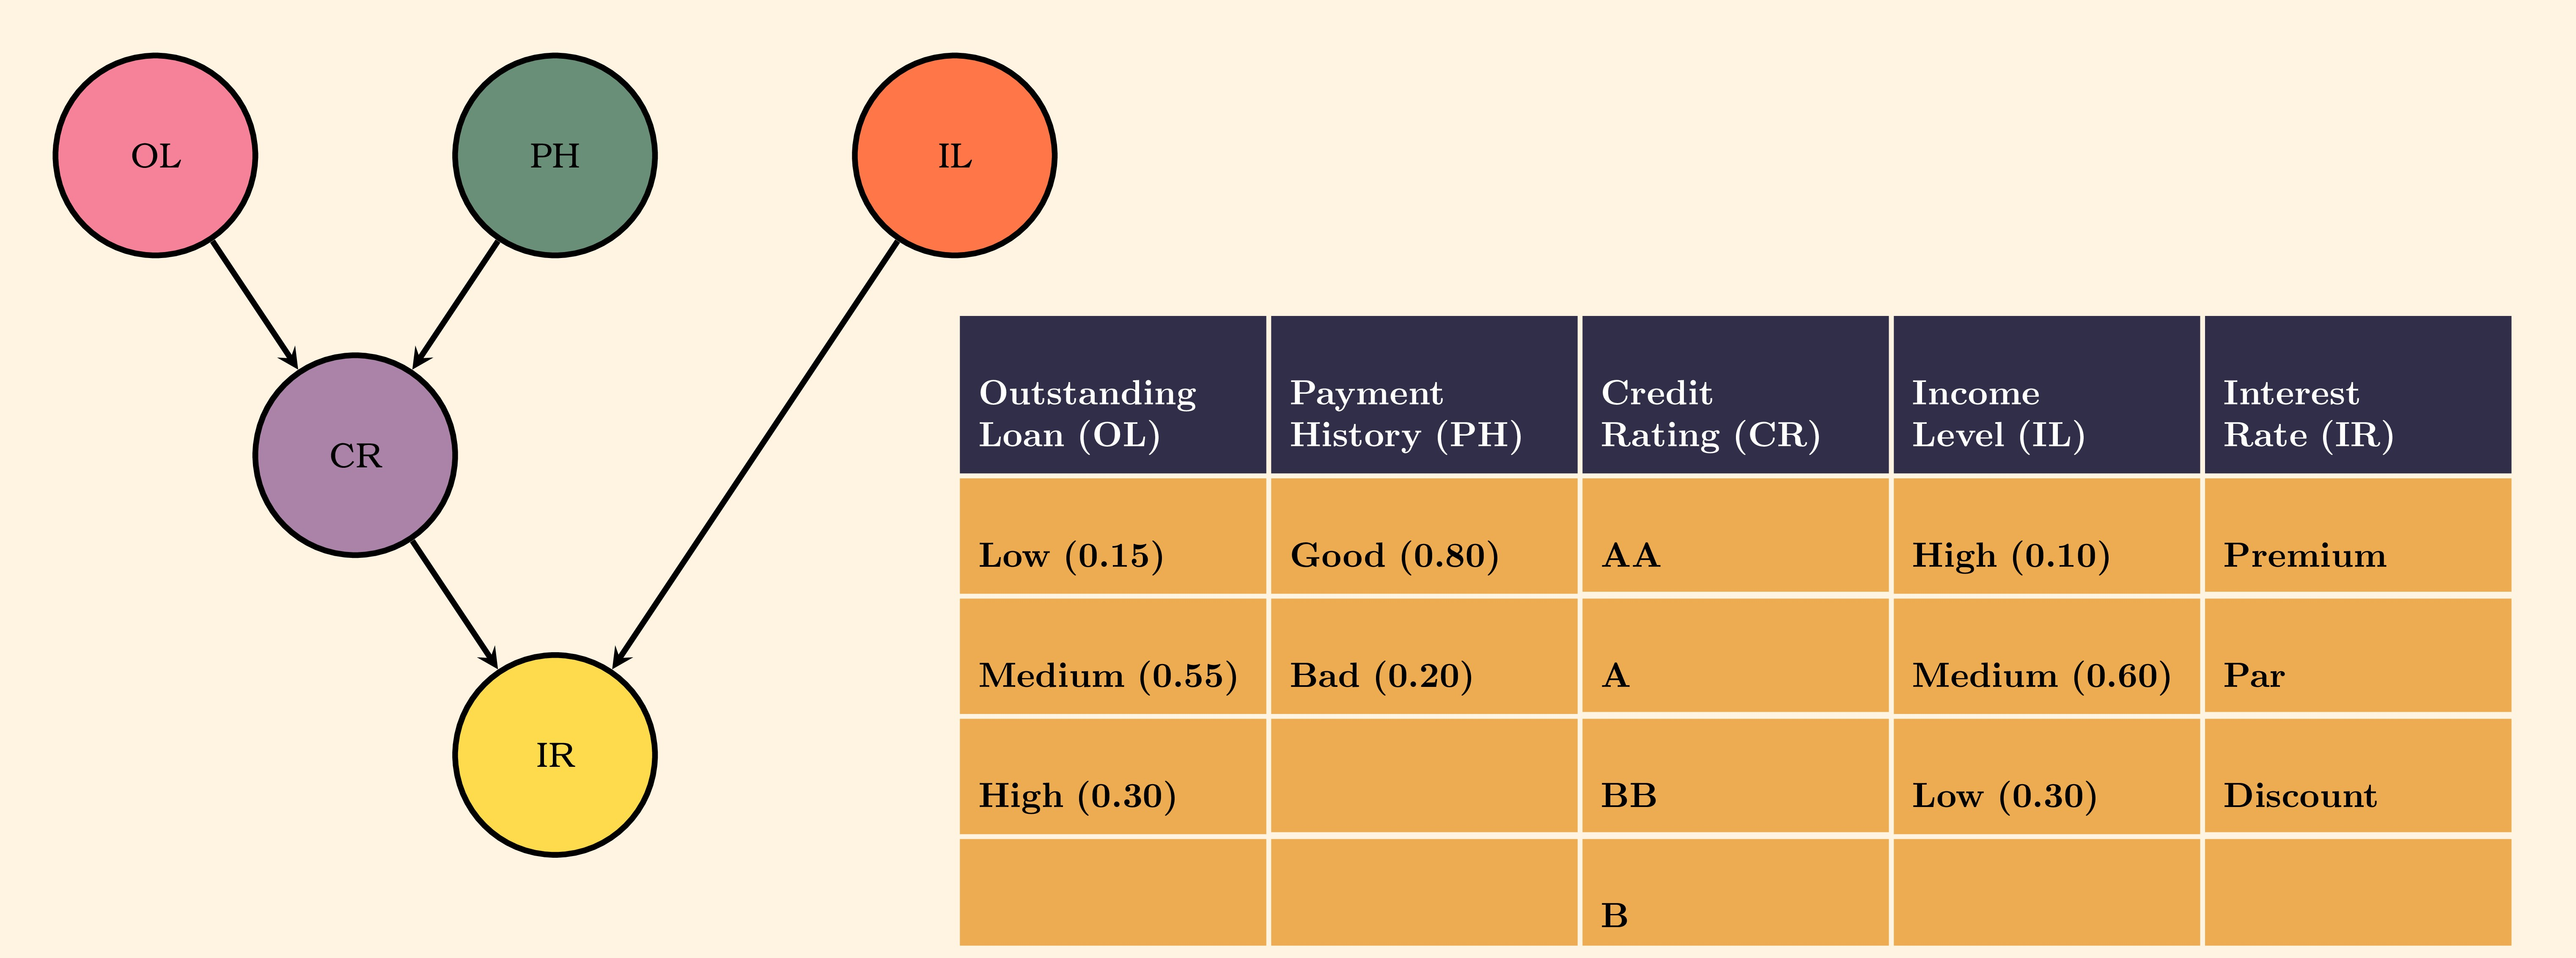 OL
PH
IL
CR
IR
Outstanding
Loan (OL)
Payment
History (PH)
Credit
Rating (CR)
Income
Level (IL)
Interest
Rate (IR)
Low (0.15)
Good (0.80)
AA
High (0.10)
Premium
Medium (0.55)
Bad (0.20)
A
Medium (0.60)
Par
High (0.30)
BB
Low (0.30)
Discount
B